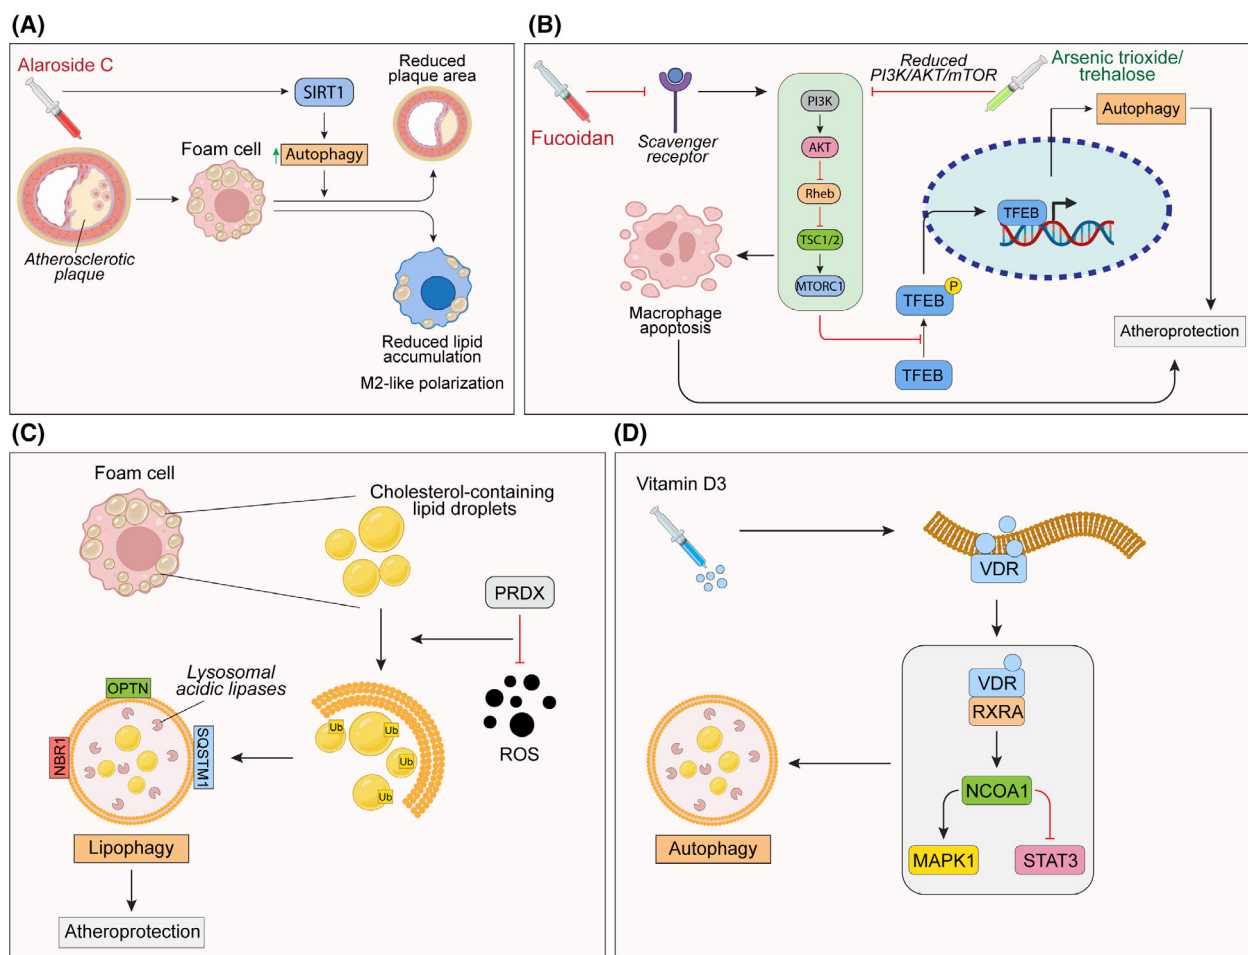 (A)
Alaroside C
SIRT1
Autophagy
Foam cell
Reduced
plaque area
Atherosclerotic
plaque
Reduced lipid
accumulation
M2-like polarization
(B)
Fucoidan
Scavenger
receptor
Reduced
PI3K/AKT/mTOR
Arsenic trioxide/
trehalose
PI3K
AKT
Rheb
TSC1/2
MTORC1
Macrophage
apoptosis
TFEB
P
TFEB
TFEB
Autophagy
Atheroprotection
(C)
Foam cell
Cholesterol-containing
lipid droplets
PRDX
ROS
Lysosomal
acidic lipases
OPTN
NBR1
SQSTM1
Ub
Ub
Ub
Ub
Lipophagy
Atheroprotection
(D)
Vitamin D3
VDR
VDR
RXRA
NCOA1
MAPK1
STAT3
Autophagy